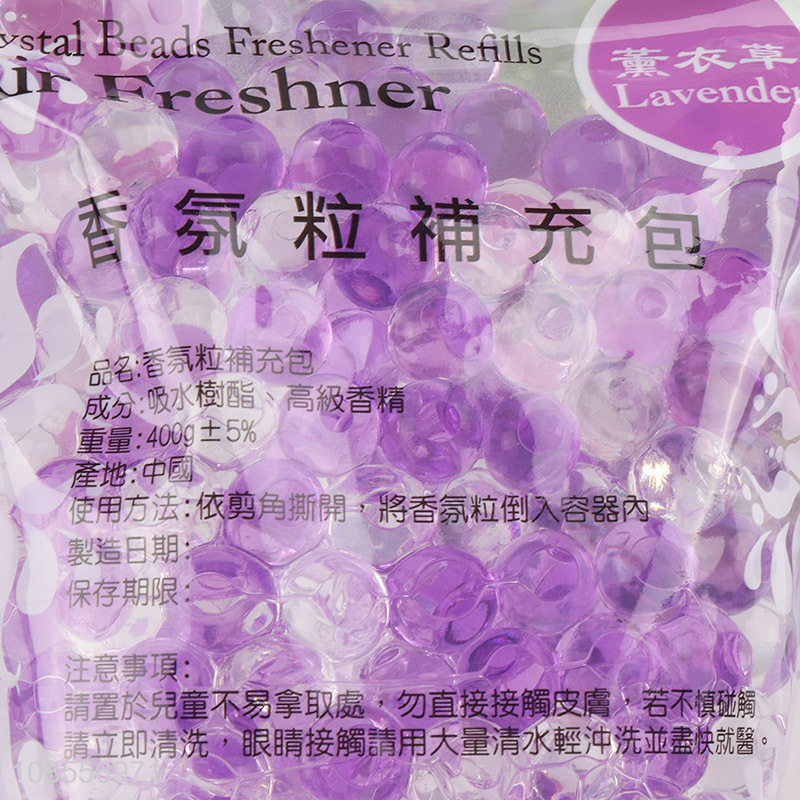 ystal Beads Freshener Refills
ir Freshner
薰衣草
Lavender
香氛粒補充包
品名:香氛粒補充包
成分:吸水樹酯、高級香精
重量:400g±5%
產地:中國
使用方法:依剪角撕開，將香氛粒倒入容器內
製造日期:
保存期限:
注意事項:
請置於兒童不易拿取處，勿直接接觸皮膚，若不慎碰觸
請立即清洗，眼睛接觸請用大量清水輕沖洗並盡快就醫。